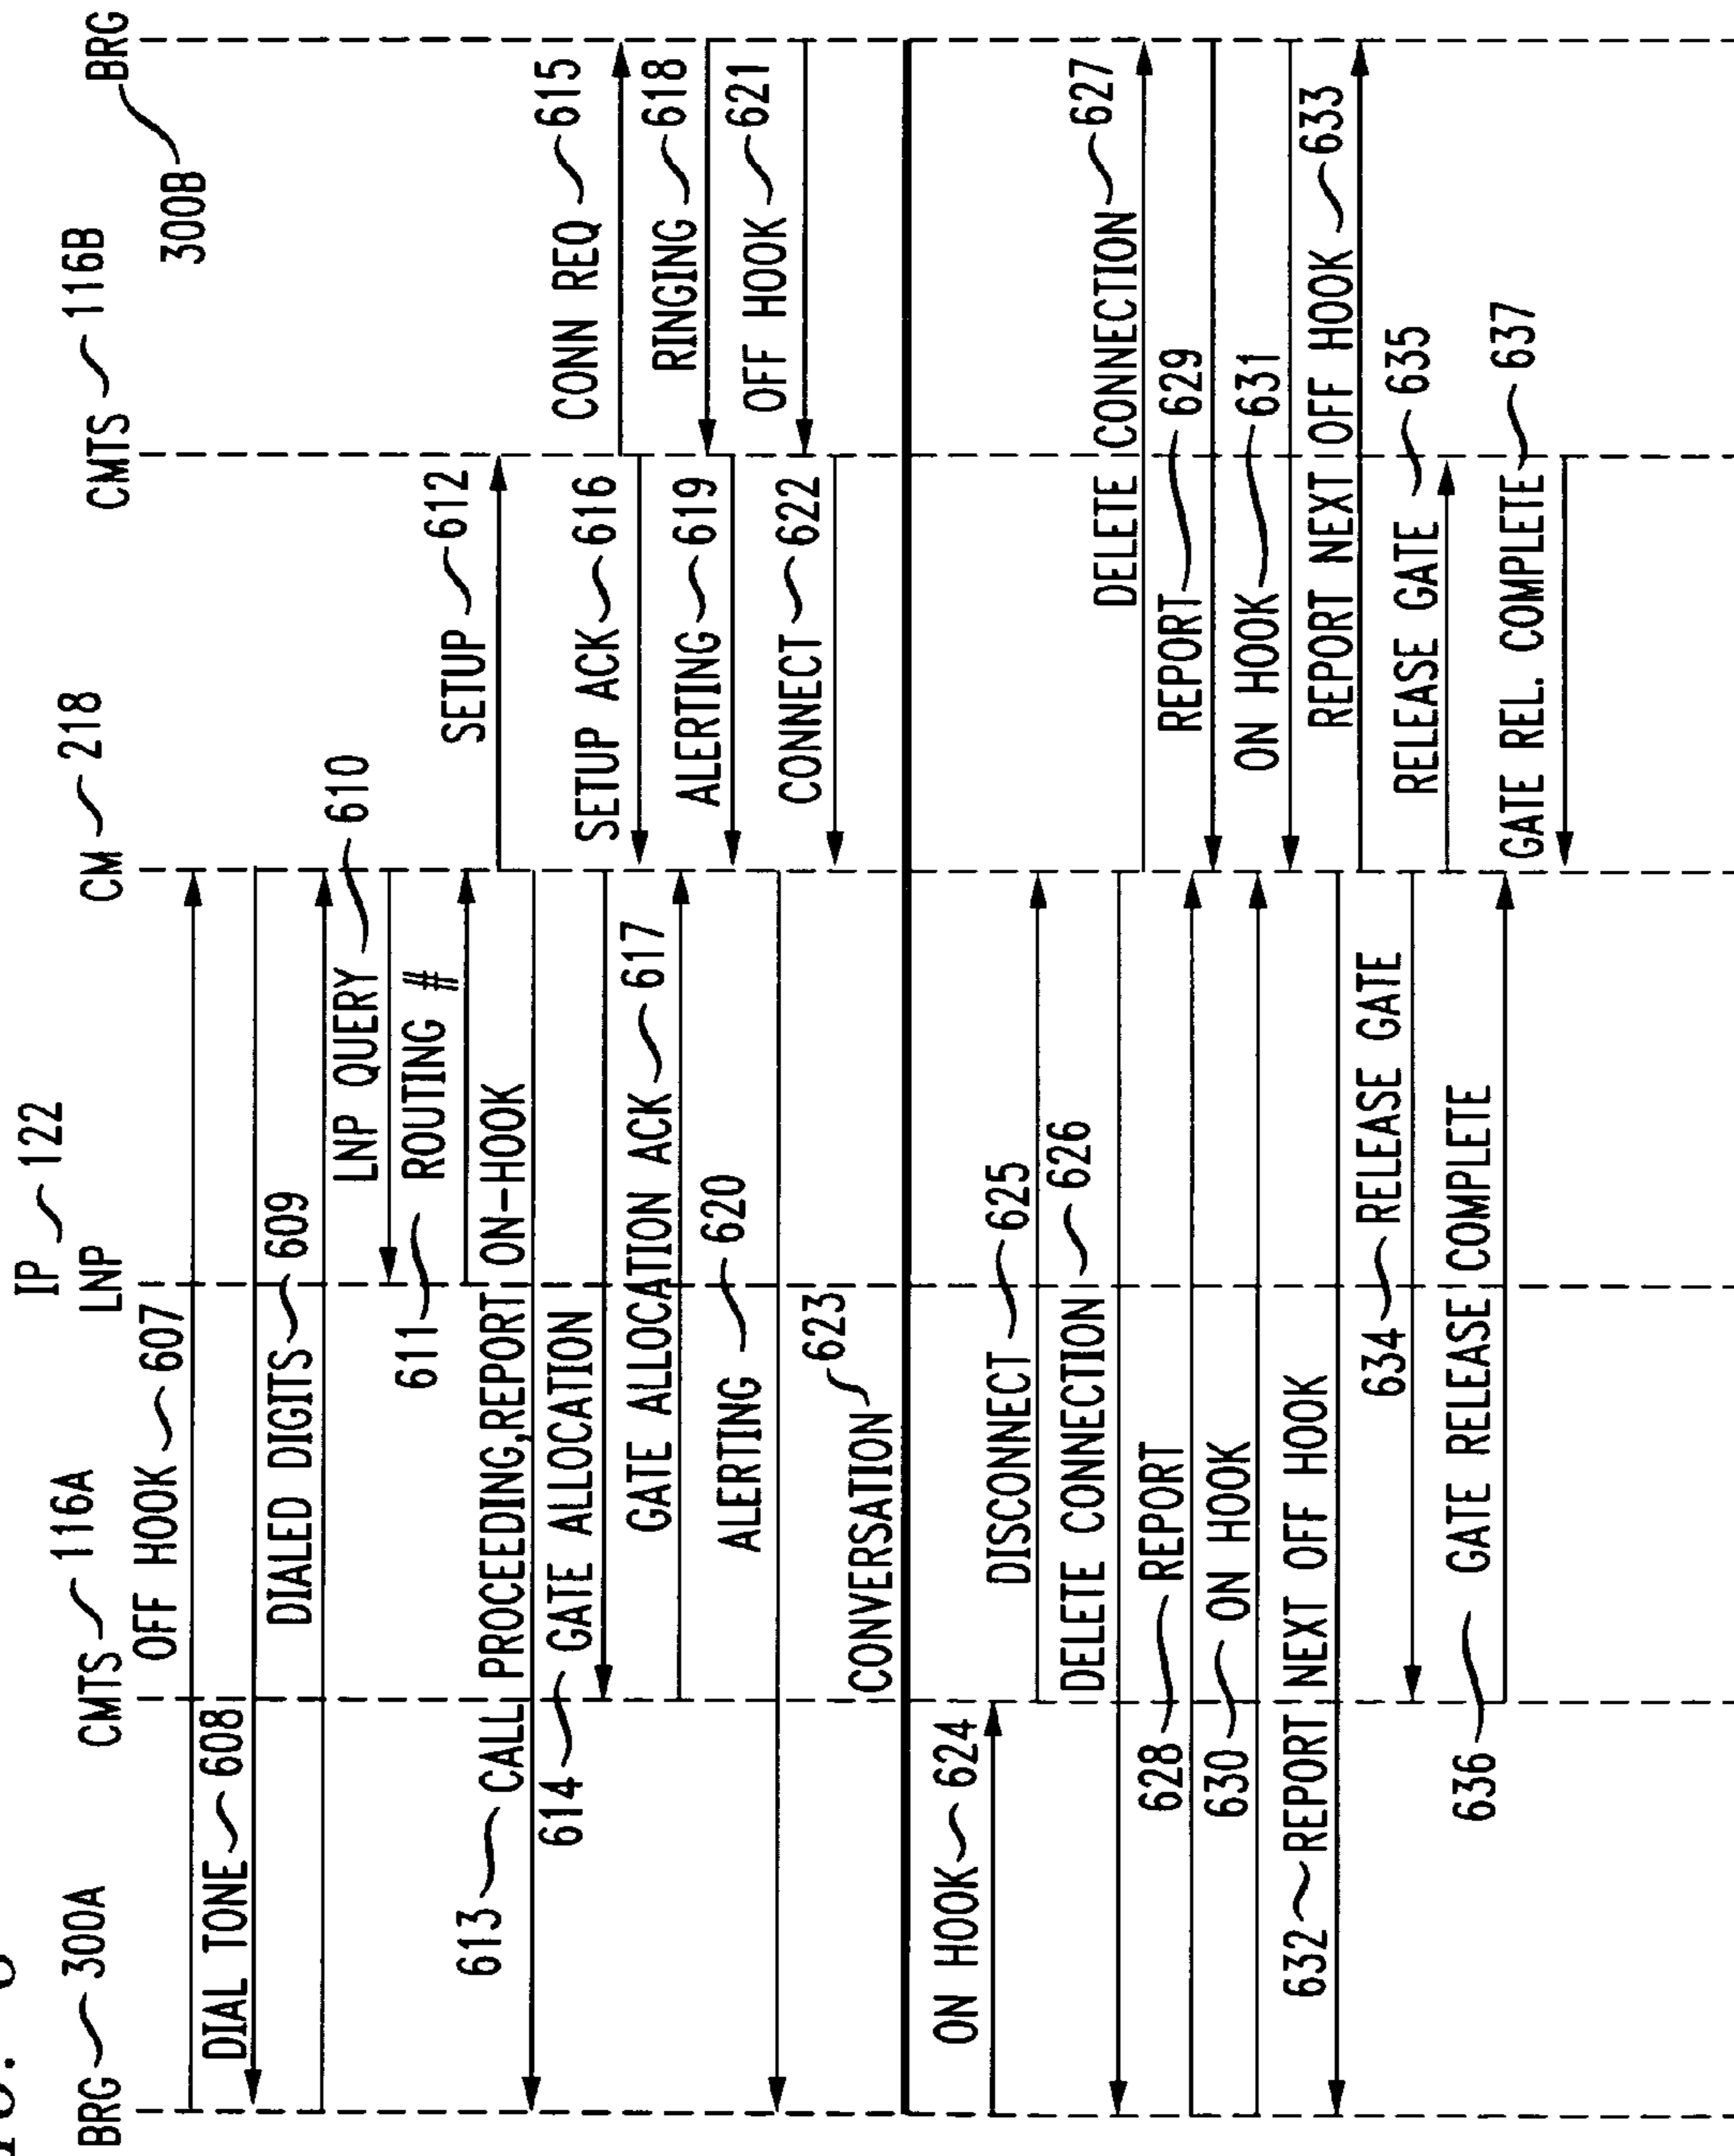 BRG 300A
CMTS 116A
IP 122
LNP
CM 218
CMTS 116B
BRG
300B
OFF HOOK 607
DIAL TONE 608
DIALED DIGITS 609
LNP QUERY 610
611 ROUTING #
SETUP 612
613 CALL PROCEEDING,REPORT ON-HOOK
614 GATE ALLOCATION
CONN REQ 615
SETUP ACK 616
GATE ALLOCATION ACK 617
RINGING 618
ALERTING 619
ALERTING 620
OFF HOOK 621
CONNECT 622
CONVERSATION 623
ON HOOK 624
DISCONNECT 625
DELETE CONNECTION 626
DELETE CONNECTION 627
628 REPORT
REPORT 629
630 ON HOOK
ON HOOK 631
632 REPORT NEXT OFF HOOK
REPORT NEXT OFF HOOK 633
634 RELEASE GATE
RELEASE GATE 635
636 GATE RELEASE COMPLETE
GATE REL. COMPLETE 637